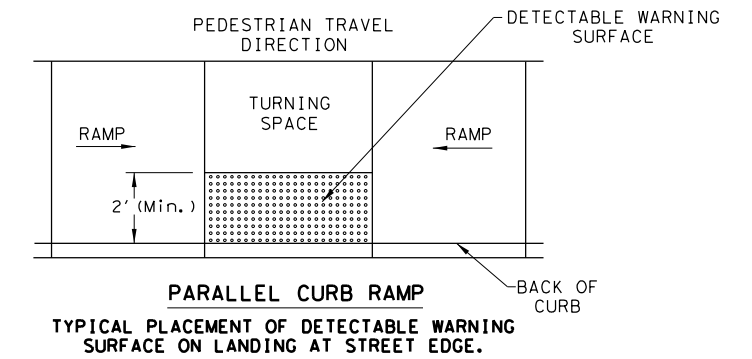 PEDESTRIAN TRAVEL
DIRECTION
DETECTABLE WARNING
SURFACE
TURNING
SPACE
RAMP
RAMP
2' (Min.)
BACK OF
CURB
PARALLEL CURB RAMP
TYPICAL PLACEMENT OF DETECTABLE WARNING
SURFACE ON LANDING AT STREET EDGE.